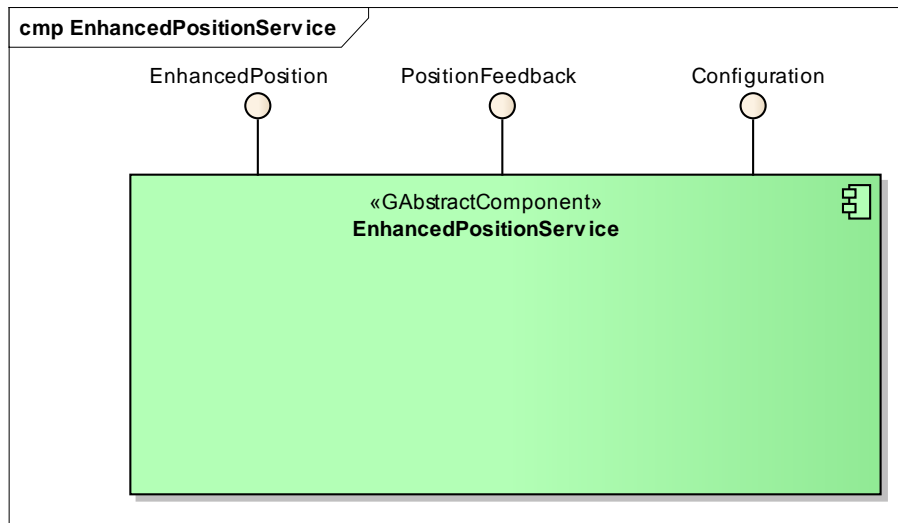 cmp EnhancedPositionService
EnhancedPosition
PositionFeedback
Configuration
«GAbstractComponent»
EnhancedPositionService